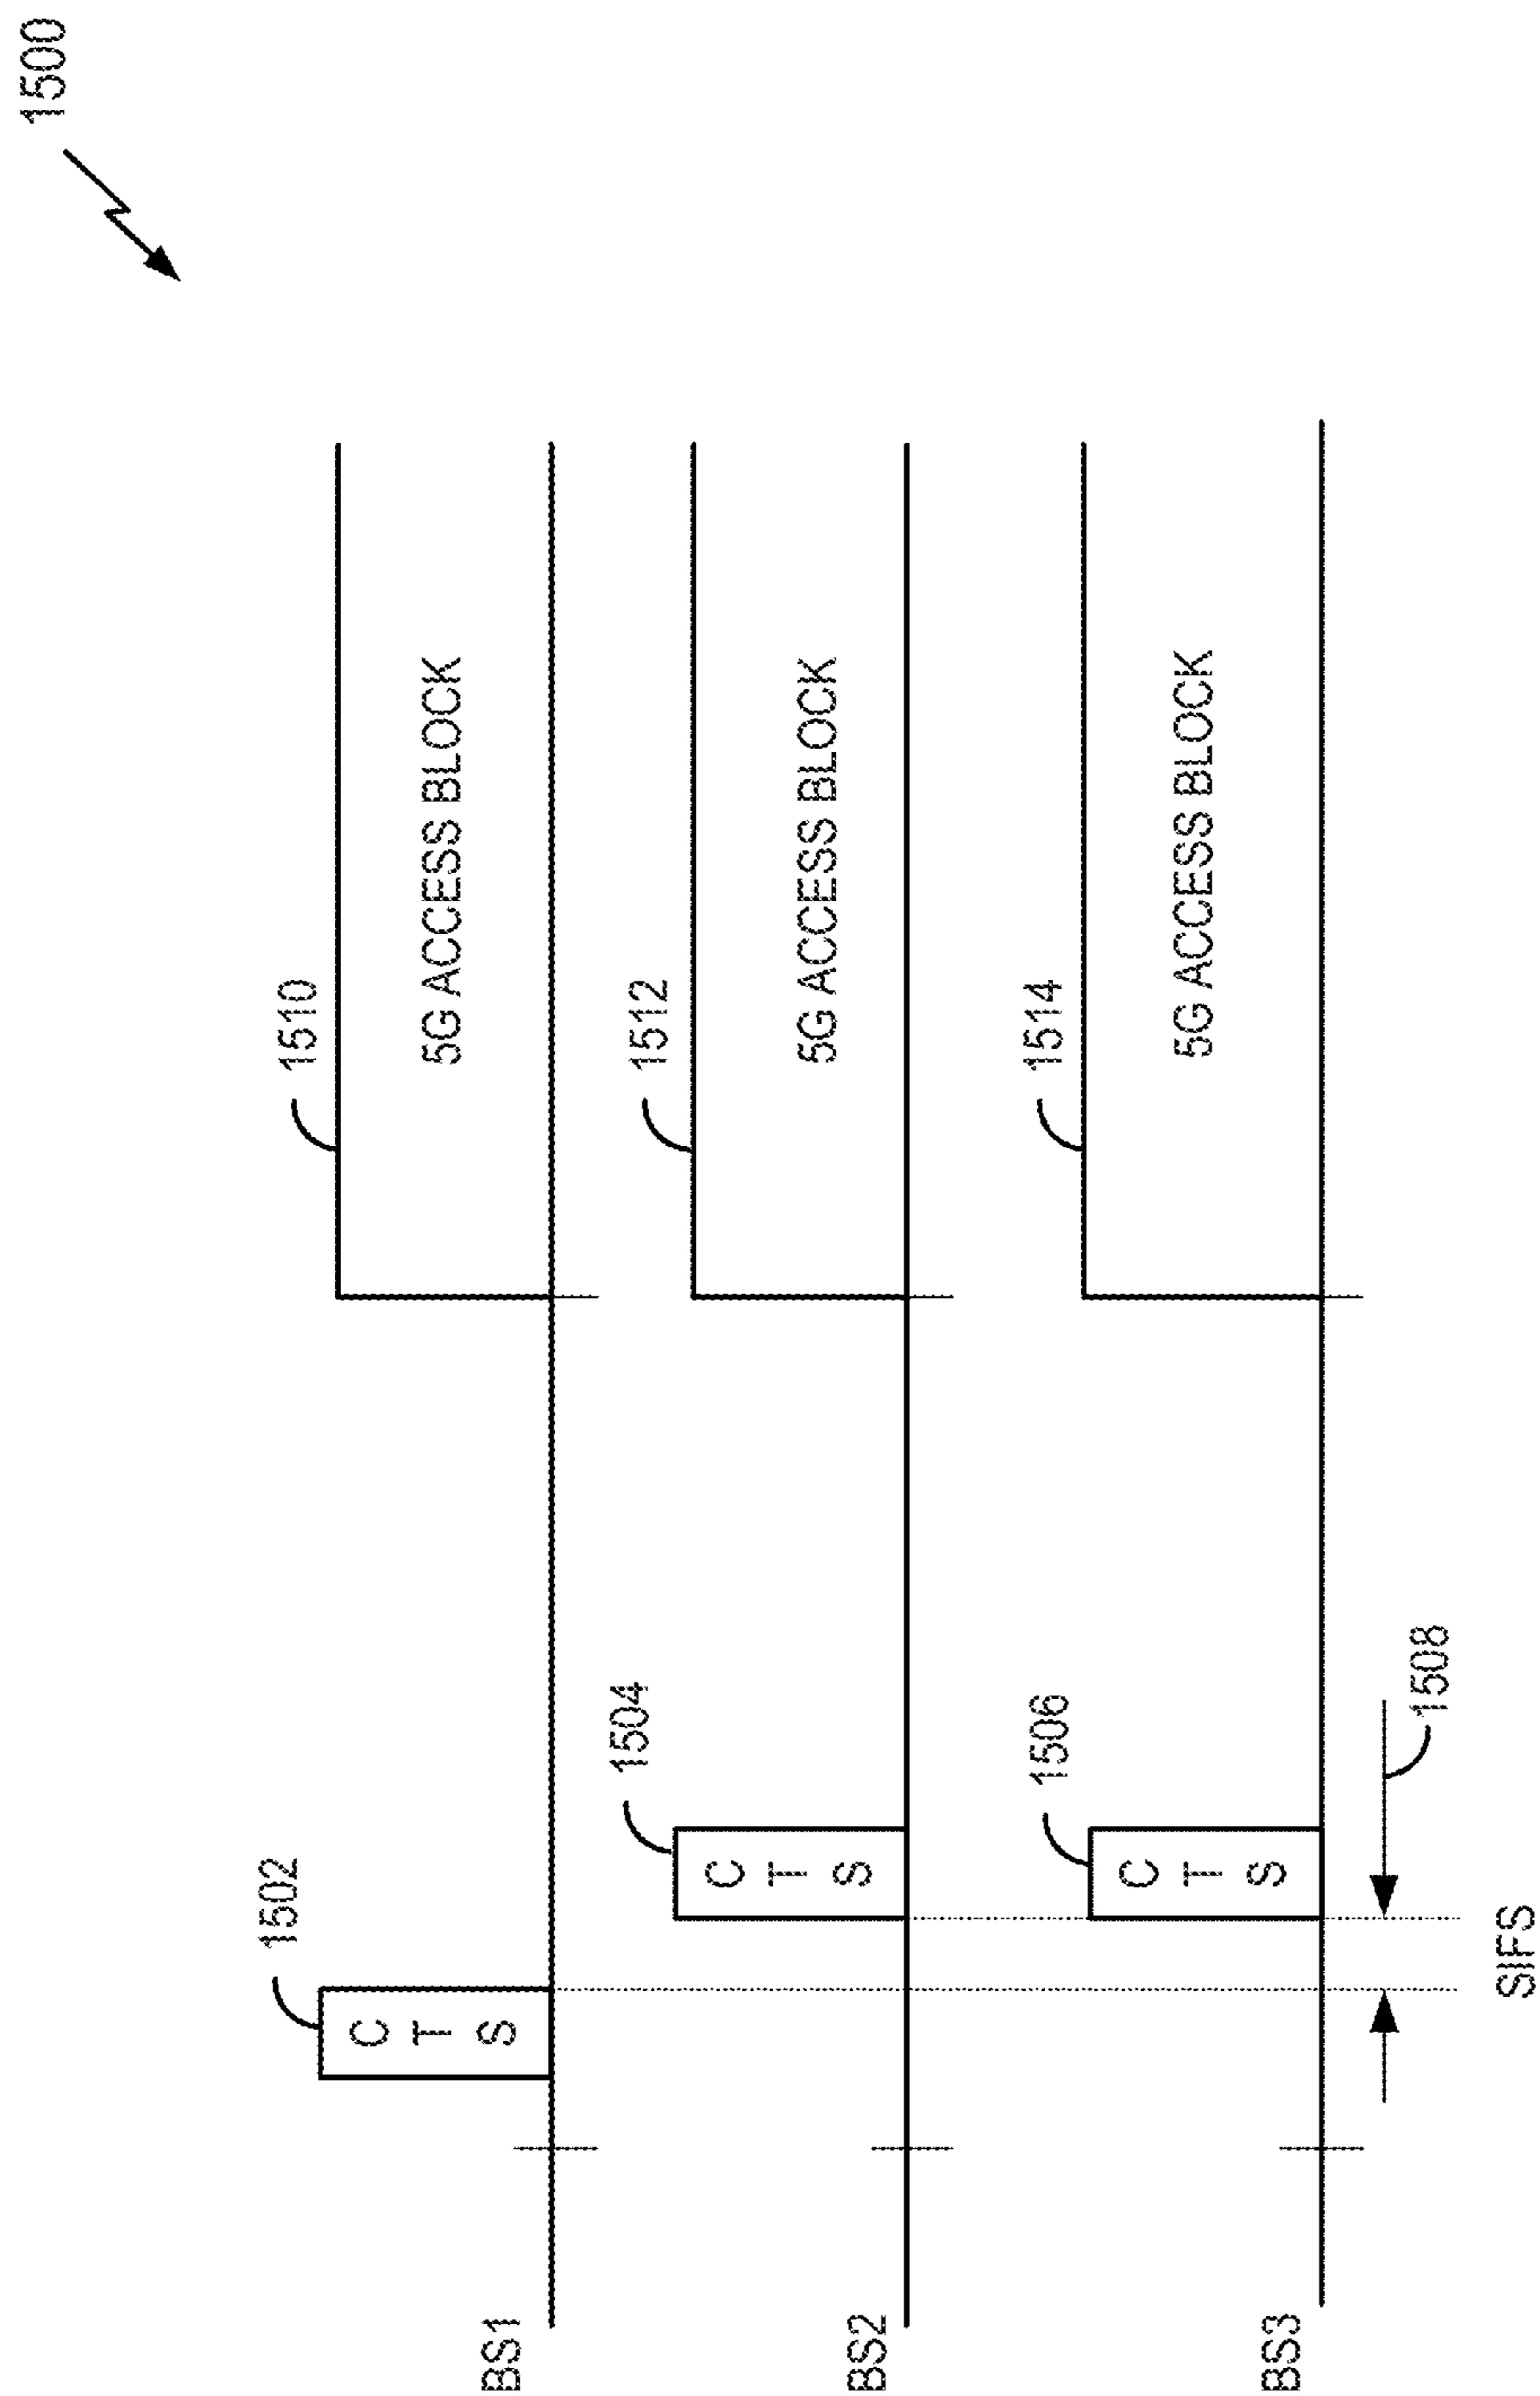 1500
1502
C
T
S
BS1
1510
5G ACCESS BLOCK
1504
C
T
S
BS2
1512
5G ACCESS BLOCK
1506
C
T
S
BS3
1514
5G ACCESS BLOCK
1508
SIFS